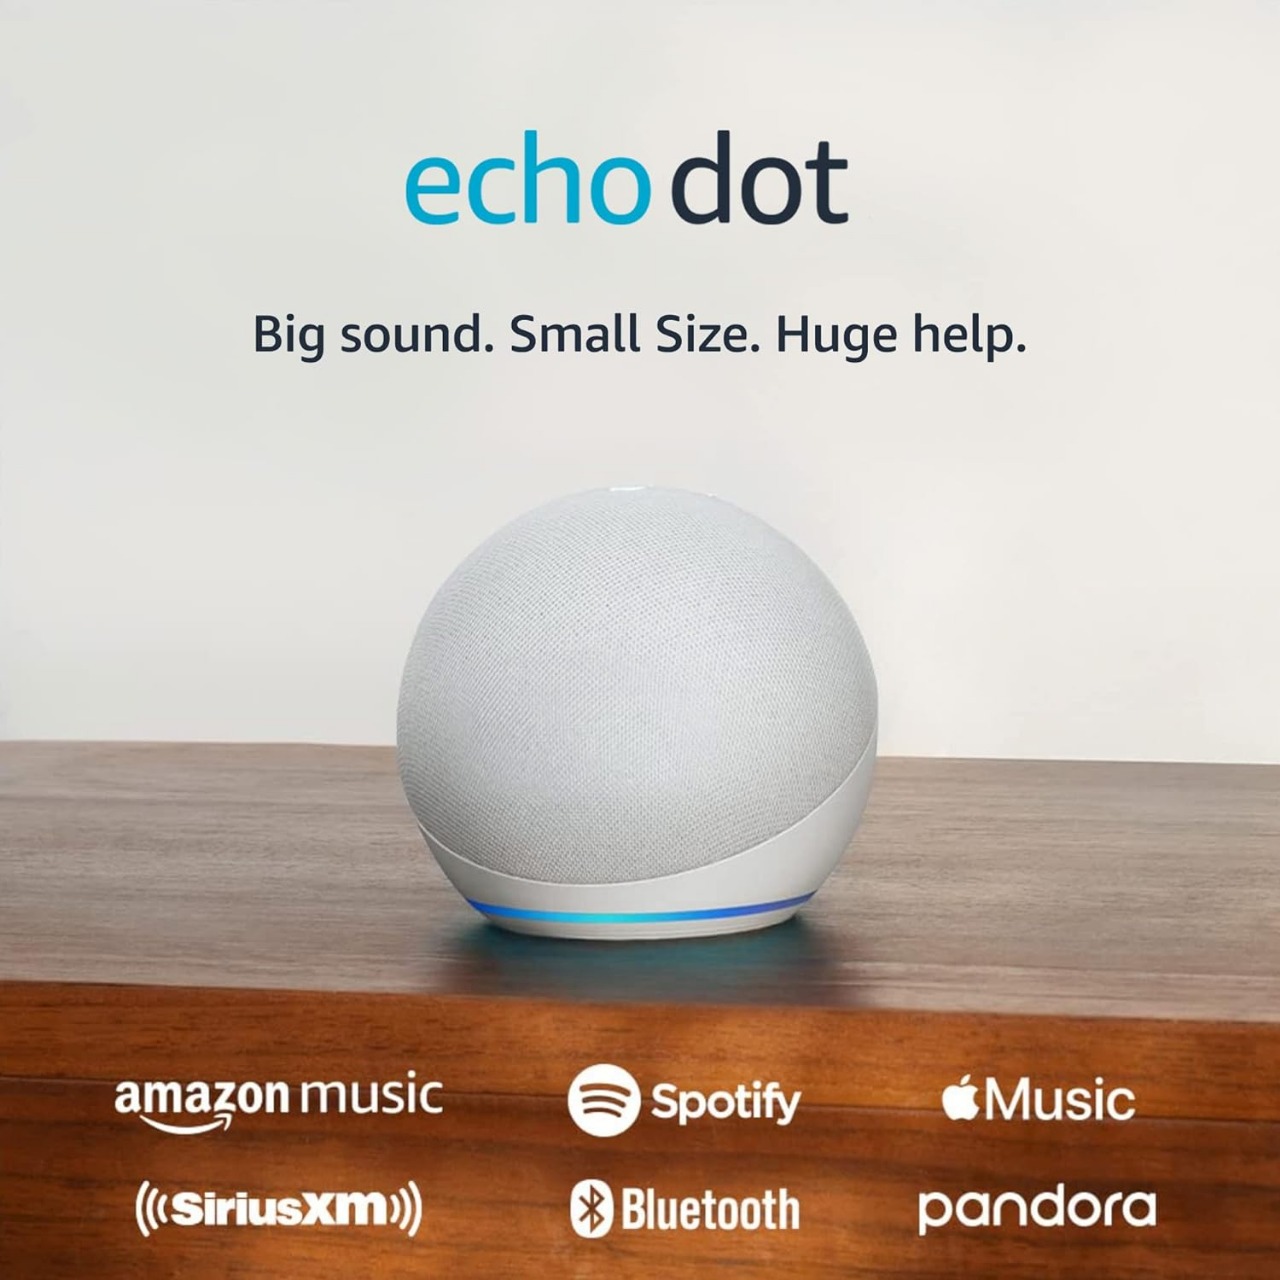 echo dot
Big sound. Small Size. Huge help.
amazon music
Spotify
Music
((SiriusXM))
Bluetooth
pandora